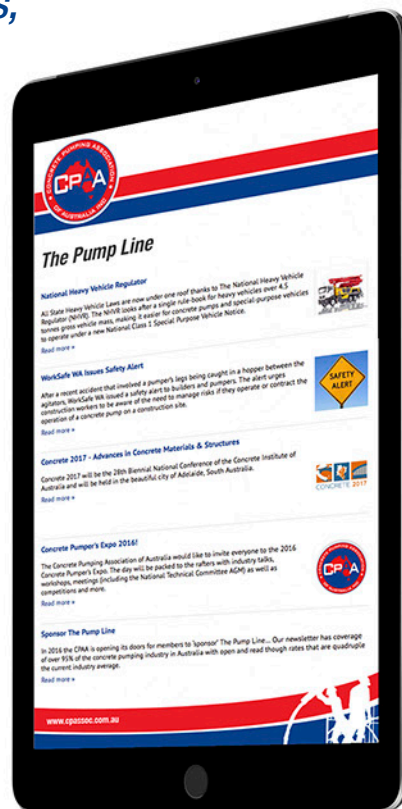 s,
CONCRETE PUMPING ASSOCIATION
CPAA
OF AUSTRALIA INC
The Pump Line
National Heavy Vehicle Regulator
All State Heavy Vehicle Laws are now under one roof thanks to The National Heavy Vehicle
Regulator (NHVR). The NHVR looks after a single rule-book for heavy vehicles over 4.5
tonnes gross vehicle mass, making it easier for concrete pumps and special-purpose vehicles
to operate under a new National Class 1 Special Purpose Vehicle Notice.
Read more »
WorkSafe WA Issues Safety Alert
After a recent accident that involved a pumper's legs being caught in a hopper between the
agitators, WorkSafe WA issued a safety alert to builders and pumpers. The alert urges
construction workers to be aware of the need to manage risks if they operate or contract the
operation of a concrete pump on a construction site.
Read more »
SAFETY
ALERT
Concrete 2017 - Advances in Concrete Materials & Structures
Concrete 2017 will be the 28th Biennial National Conference of the Concrete Institute of
Australia and will be held in the beautiful city of Adelaide, South Australia.
Read more »
CONCRETE 2017
Concrete Pumper's Expo 2016!
The Concrete Pumping Association of Australia would like to invite everyone to the 2016
Concrete Pumper's Expo. The day will be packed to the rafters with industry talks,
workshops, meetings (including the National Technical Committee AGM) as well as
competitions and more.
Read more »
CPAA
Sponsor The Pump Line
In 2016 the CPAA is opening its doors for members to 'sponsor' The Pump Line... Our newsletter has coverage
of over 95% of the concrete pumping industry in Australia with open and read though rates that are quadruple
the current industry average.
Read more »
www.cpassoc.com.au